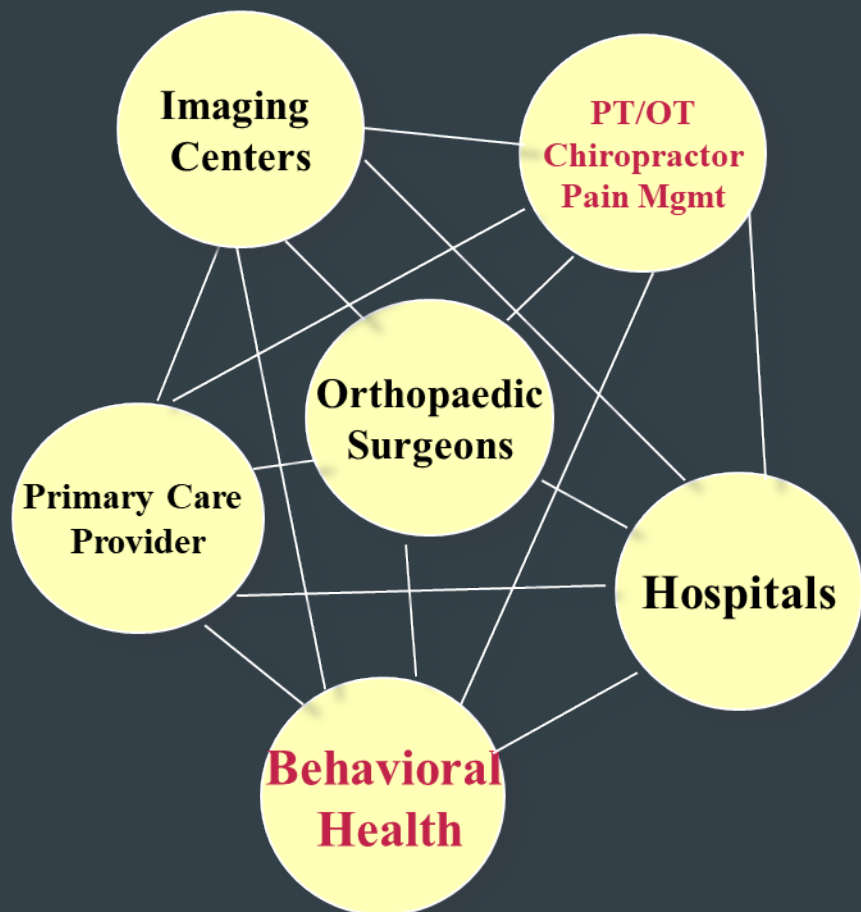 Imaging
Centers
PT/OT
Chiropractor
Pain Mgmt
Orthopaedic
Surgeons
Primary Care
Provider
Hospitals
Behavioral
Health